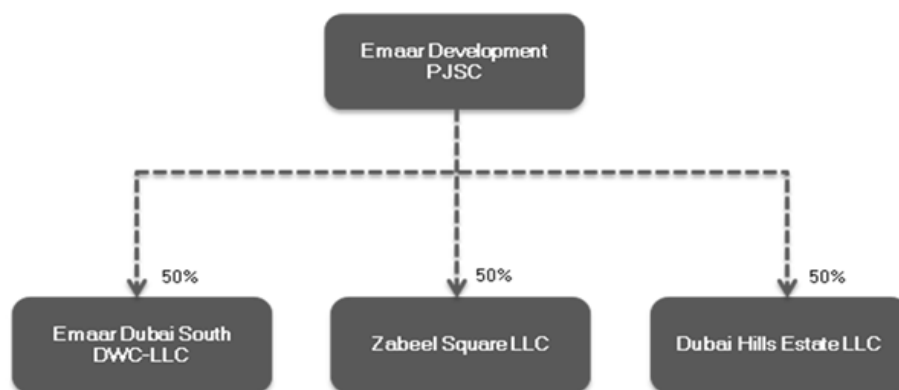 Emaar Development
PJSC
50%
50%
50%
Emaar Dubai South
DWC-LLC
Zabeel Square LLC
Dubai Hills Estate LLC